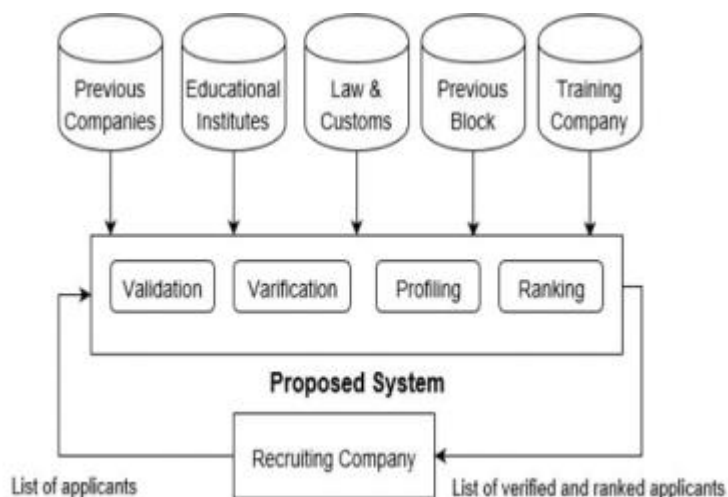 Previous
Companies
Educational
Institutes
Law &
Customs
Previous
Block
Training
Company
Validation
Varification
Profiling
Ranking
Proposed System
Recruiting Company
List of applicants
List of verified and ranked applicants